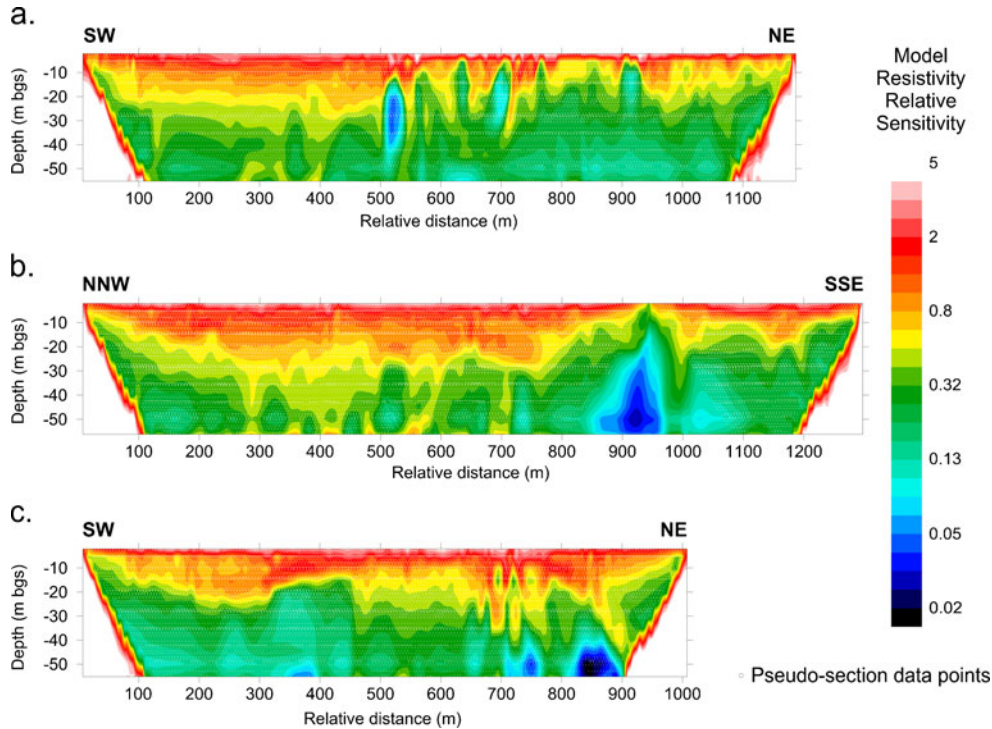 a.
SW NE
Depth (m bgs)
-10
-20
-30
-40
-50
100 200 300 400 500 600 700 800 900 1000 1100
Relative distance (m)
b.
NNW SSE
Depth (m bgs)
-10
-20
-30
-40
-50
100 200 300 400 500 600 700 800 900 1000 1100 1200
Relative distance (m)
c.
SW NE
Depth (m bgs)
-10
-20
-30
-40
-50
100 200 300 400 500 600 700 800 900 1000
Relative distance (m)
Model
Resistivity
Relative
Sensitivity
5
2
0.8
0.32
0.13
0.05
0.02
Pseudo-section data points